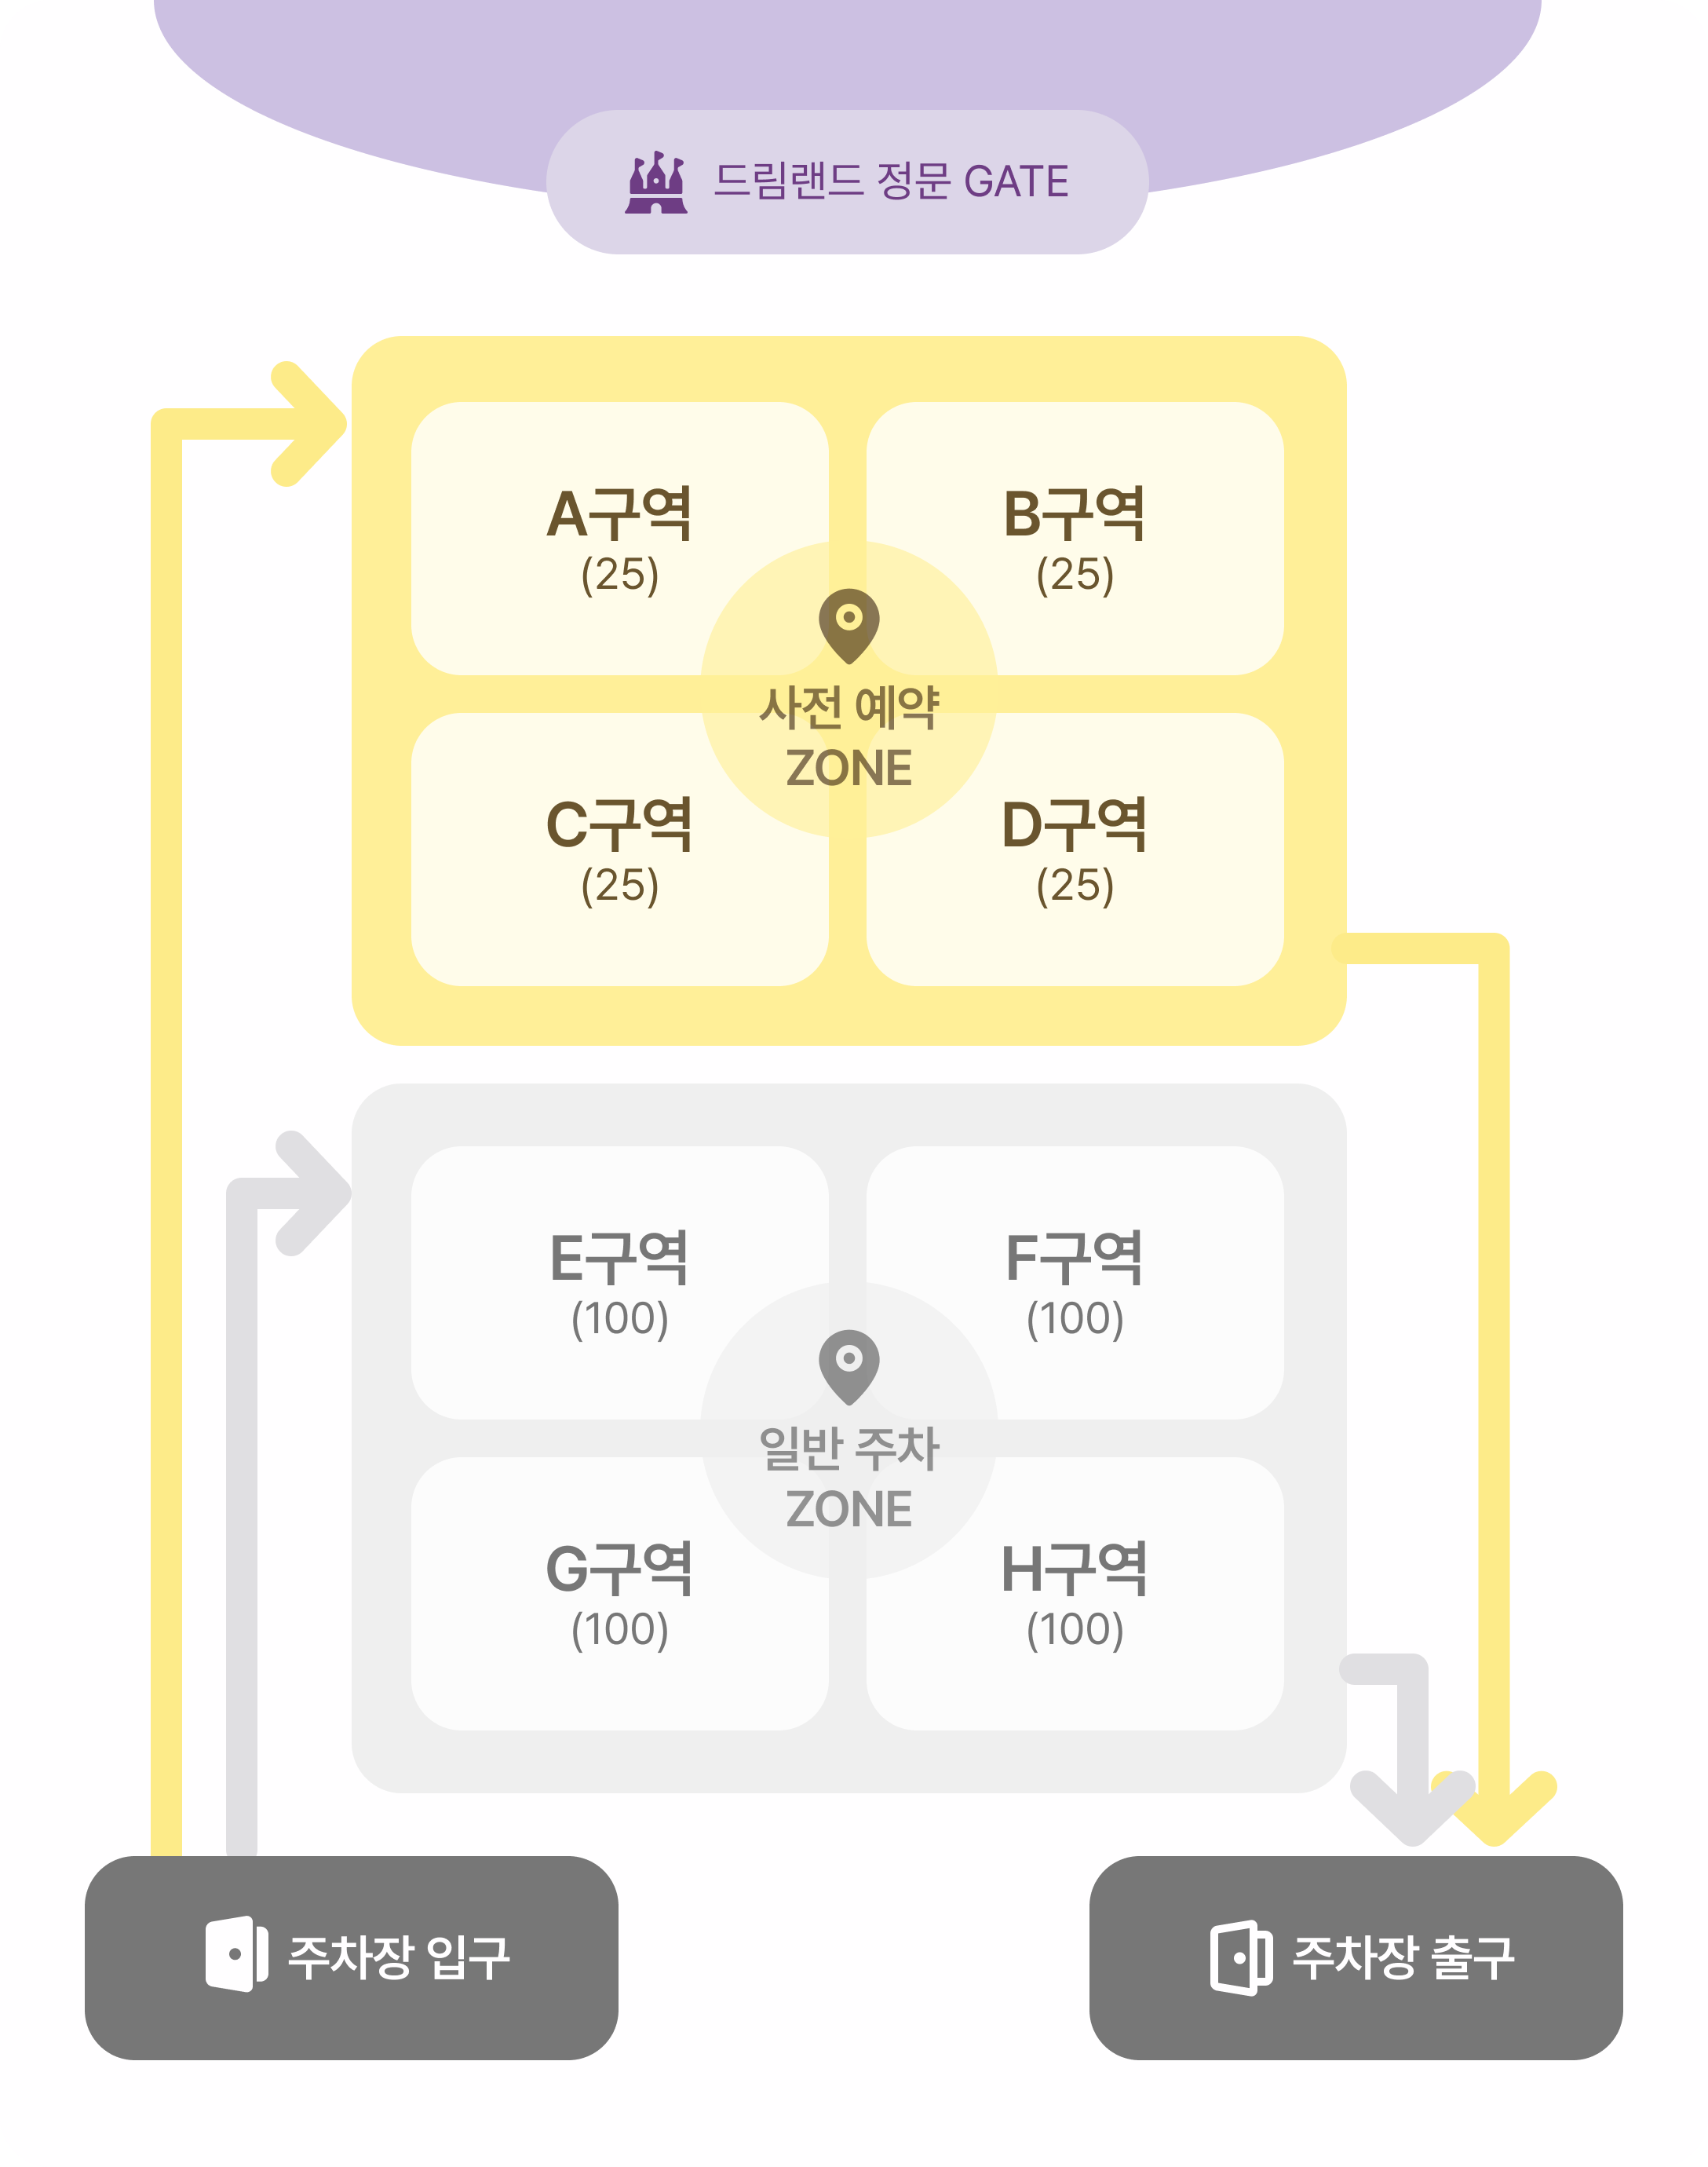 드림랜드 정문 GATE
A구역
(25)
B구역
(25)
사전 예약
ZONE
C구역
(25)
D구역
(25)
E구역
(100)
F구역
(100)
일반 주차
ZONE
G구역
(100)
H구역
(100)
주차장 입구
주차장 출구